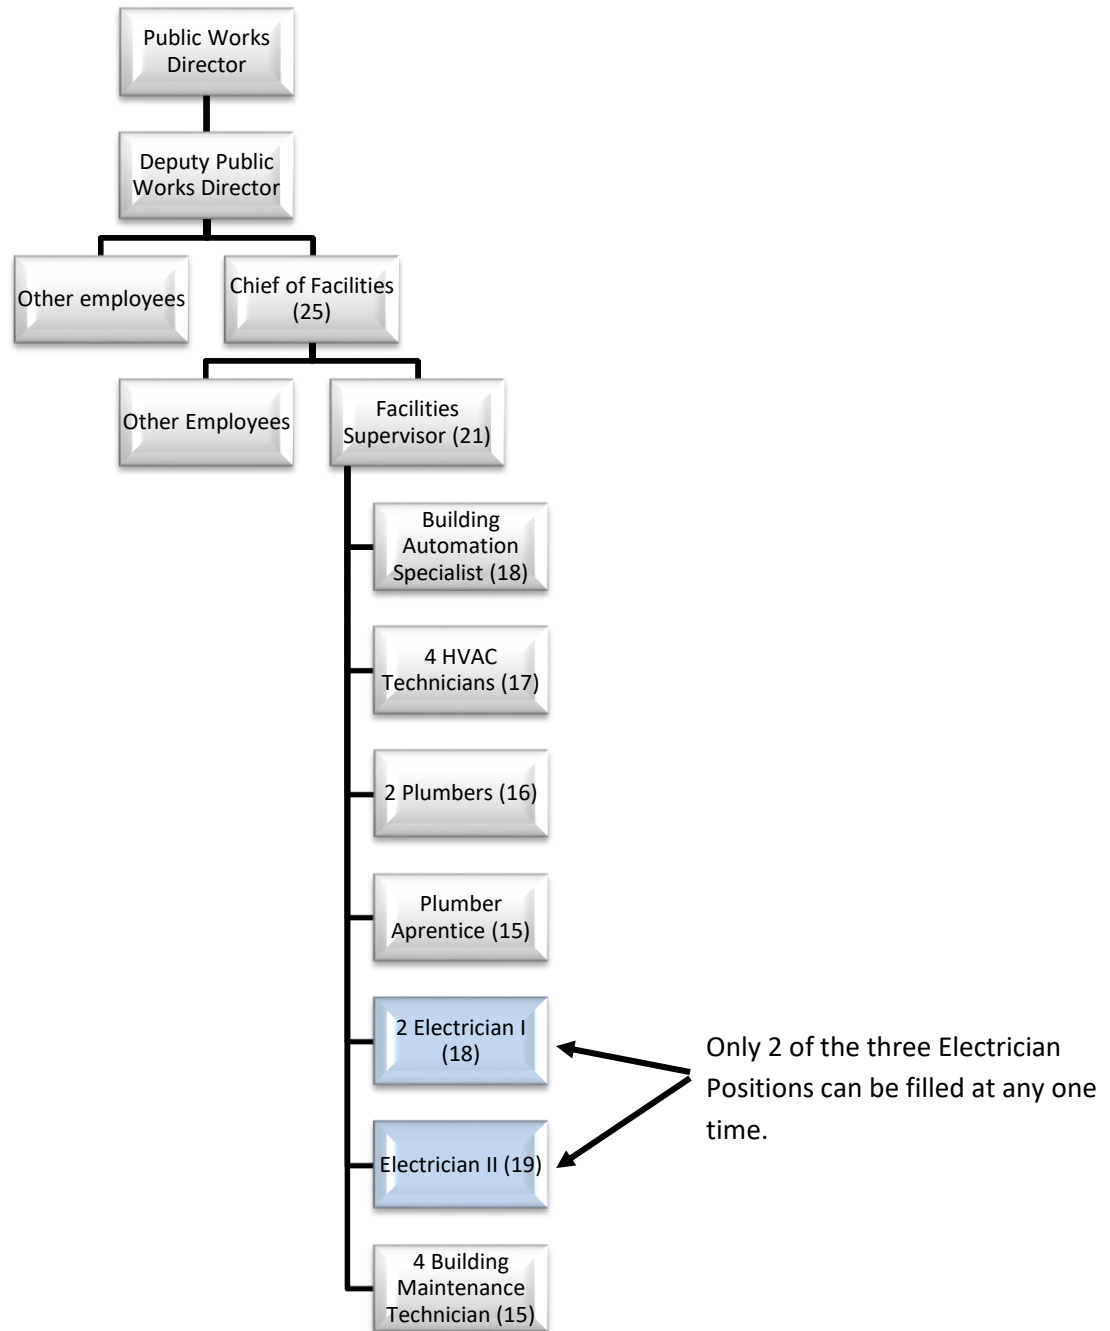 Public Works
Director
Deputy Public
Works Director
Other employees
Chief of Facilities
(25)
Other Employees
Facilities
Supervisor (21)
Building
Automation
Specialist (18)
4 HVAC
Technicians (17)
2 Plumbers (16)
Plumber
Aprentice (15)
2 Electrician I
(18)
Only 2 of the three Electrician
Positions can be filled at any one
time.
Electrician II (19)
4 Building
Maintenance
Technician (15)